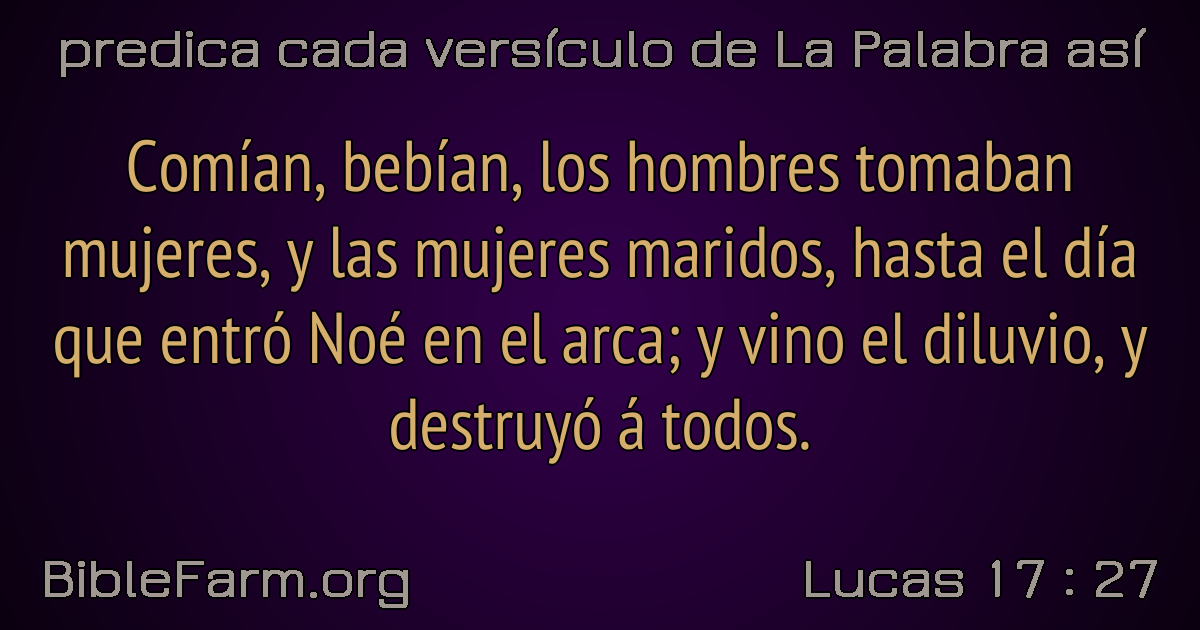 predica cada versículo de La Palabra así
Comían, bebían, los hombres tomaban
mujeres, y las mujeres maridos, hasta el día
que entró Noé en el arca; y vino el diluvio, y
destruyó á todos.
BibleFarm.org
Lucas 17 : 27